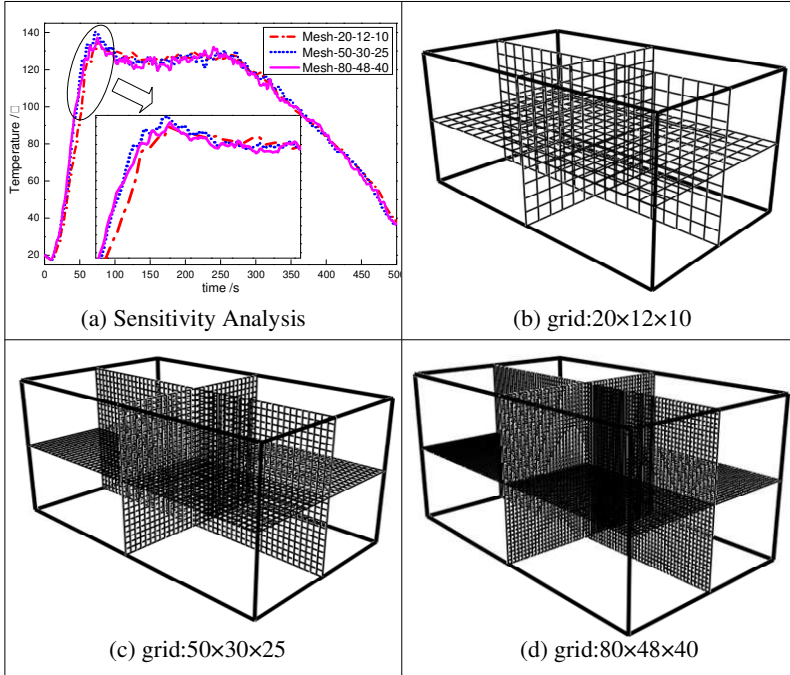 Temperature /□
140
120
100
80
60
40
20
0 50 100 150 200 250 300 350 400 450 500
time /s
Mesh-20-12-10
Mesh-50-30-25
Mesh-80-48-40
(a) Sensitivity Analysis
(b) grid:20×12×10
(c) grid:50×30×25
(d) grid:80×48×40